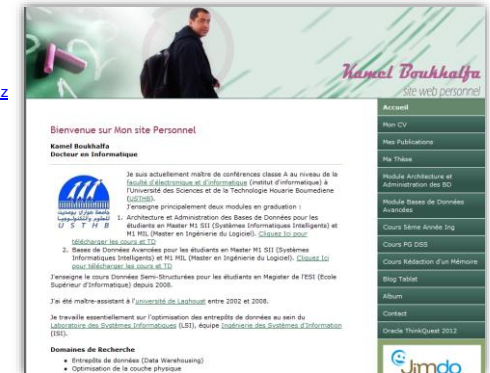 z
Kamel Boukhalfa
site web personnel
Accueil
Mon CV
Mes Publications
Ma Thèse
Module Architecture et
Administration des BD
Module Bases de Données
Avancées
Cours 5ème Année Ing
Cours PG DSS
Cours Rédaction d'un Mémoire
Blog Tablet
Album
Contact
Oracle ThinkQuest 2012
Jimdo
Bienvenue sur Mon site Personnel
Kamel Boukhalfa
Docteur en Informatique
Je suis actuellement maître de conférences classe A au niveau de la
faculté d'électronique et d'informatique (institut d'informatique) à
l'Université des Sciences et de la Technologie Houarie Boumediene
(USTHB).
J'enseigne principalement deux modules en graduation :
U S T H B
1. Architecture et Administration des Bases de Données pour les
étudiants en Master M1 SII (Systèmes Informatiques Intelligents) et
M1 MIL (Master en Ingénierie du Logiciel). Cliquez Ici pour
télécharger les cours et TD
2. Bases de Données Avancées pour les étudiants en Master M1 SII (Systèmes
Informatiques Intelligents) et M1 MIL (Master en Ingénierie du Logiciel). Cliquez Ici
pour télécharger les cours et TD
J'enseigne le cours Données Semi-Structurées pour les étudiants en Magister de l'ESI (Ecole
Supérieur d'Informatique) depuis 2008.
J'ai été maitre-assistant à l'université de Laghouat entre 2002 et 2008.
Je travaille essentiellement sur l'optimisation des entrepôts de données au sein du
Laboratoire des Systèmes Informatiques (LSI), équipe Ingénierie des Systèmes d'Information
(ISI).
Domaines de Recherche
• Entrepôts de données (Data Warehousing)
• Optimisation de la couche physique